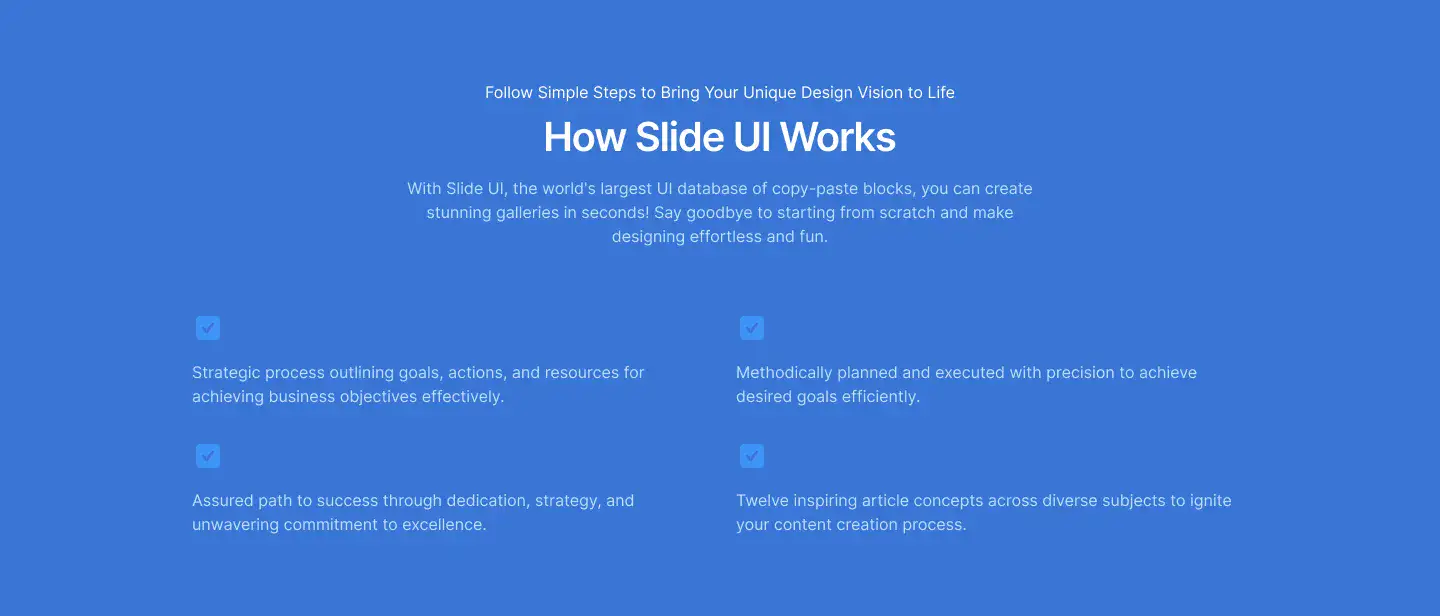 Follow Simple Steps to Bring Your Unique Design Vision to Life
How Slide UI Works
With Slide UI, the world's largest UI database of copy-paste blocks, you can create
stunning galleries in seconds! Say goodbye to starting from scratch and make
designing effortless and fun.
Strategic process outlining goals, actions, and resources for
achieving business objectives effectively.
Methodically planned and executed with precision to achieve
desired goals efficiently.
Assured path to success through dedication, strategy, and
unwavering commitment to excellence.
Twelve inspiring article concepts across diverse subjects to ignite
your content creation process.